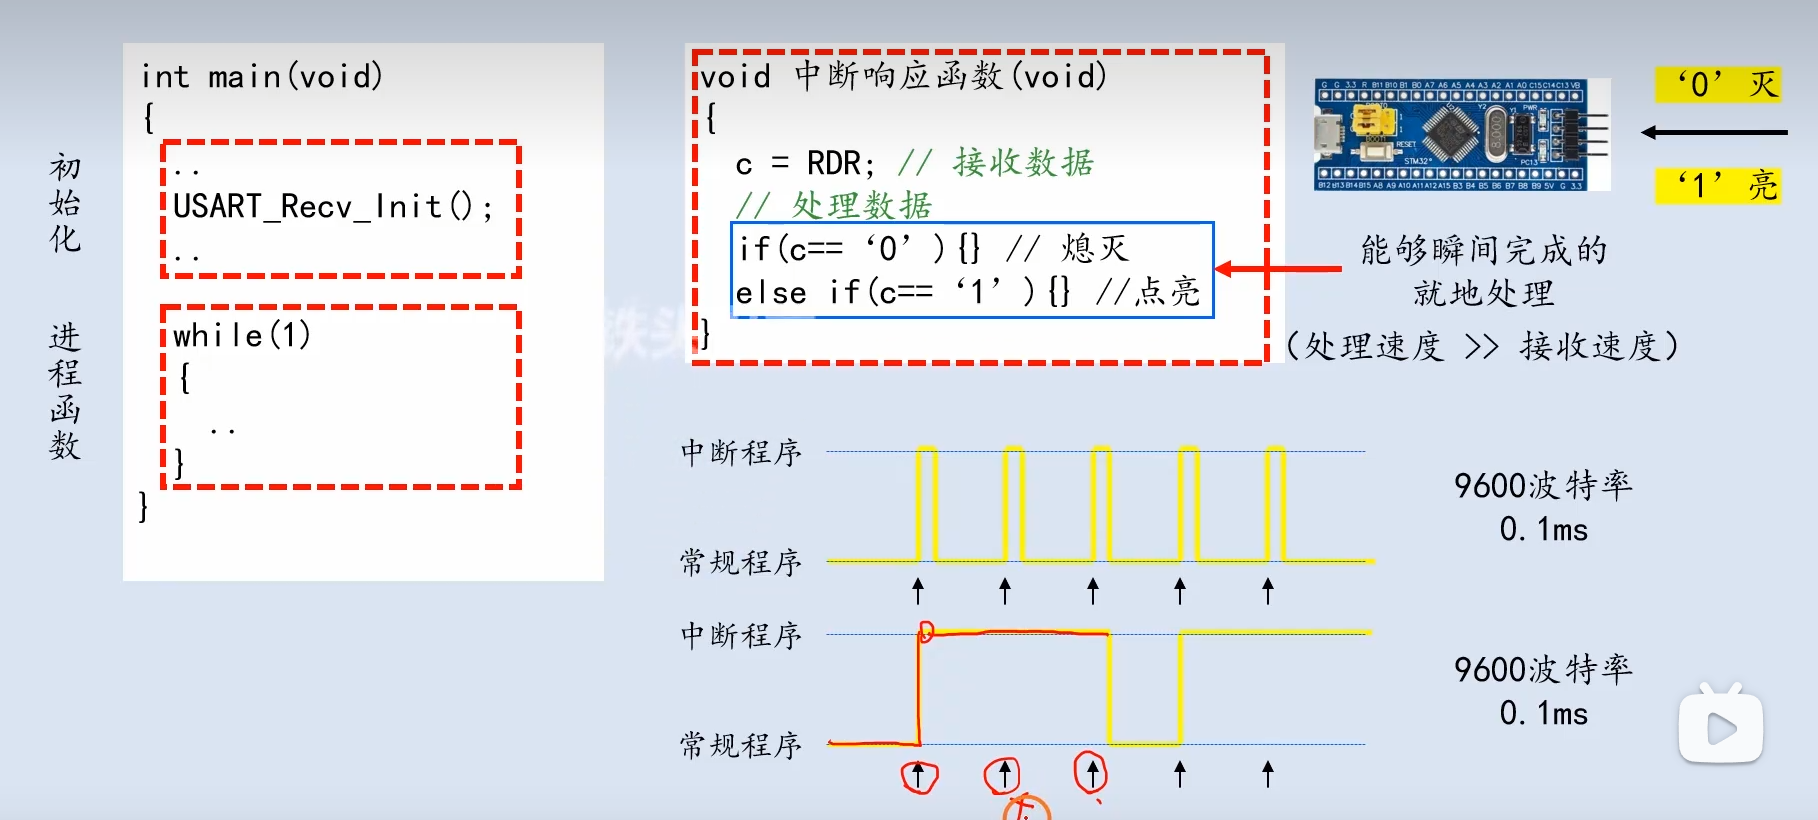 初始化
进程函数
int main(void)
{
..
USART_Recv_Init();
..
while(1)
{
..
}
}
void 中断响应函数(void)
{
c = RDR; // 接收数据
// 处理数据
if(c== ‘0’){} // 熄灭
else if(c== ‘1’){} //点亮
}
铁头
‘0’ 灭
‘1’ 亮
能够瞬间完成的
就地处理
(处理速度 >> 接收速度)
中断程序
常规程序
9600波特率
0.1ms
中断程序
常规程序
9600波特率
0.1ms